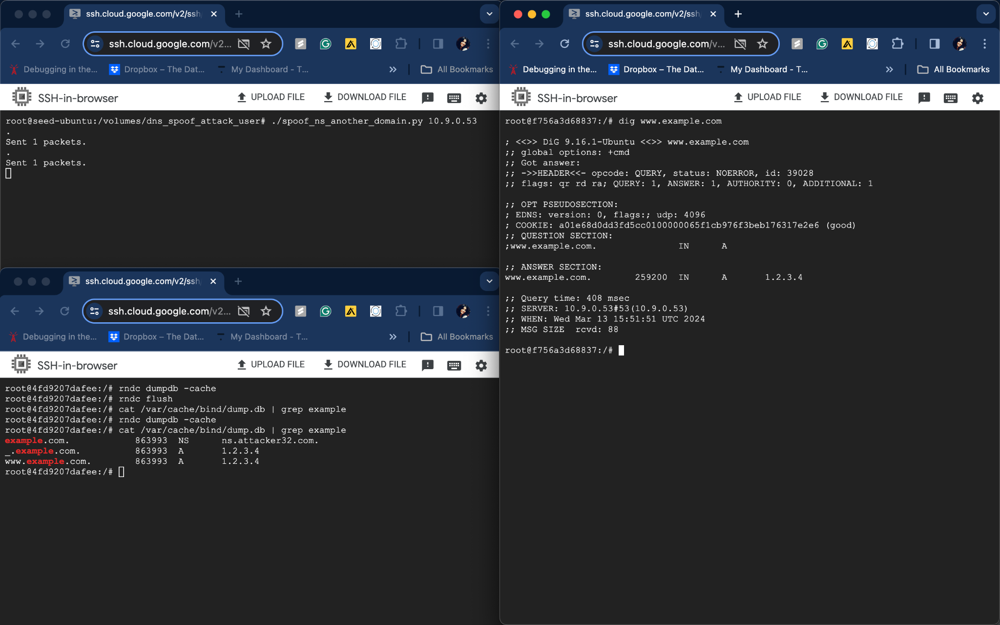 ssh.cloud.google.com/v2/ssh
ssh.cloud.google.com/v2...
Debugging in the...
Dropbox – The Dat...
My Dashboard - T...
All Bookmarks
SSH-in-browser
UPLOAD FILE
DOWNLOAD FILE
root@seed-ubuntu:/volumes/dns_spoof_attack_user# ./spoof_ns_another_domain.py 10.9.0.53
.
Sent 1 packets.
.
Sent 1 packets.
ssh.cloud.google.com/v2/ssh
ssh.cloud.google.com/v2...
Debugging in the...
Dropbox – The Dat...
My Dashboard - T...
All Bookmarks
SSH-in-browser
UPLOAD FILE
DOWNLOAD FILE
root@4fd9207dafee:/# rndc dumpdb -cache
root@4fd9207dafee:/# rndc flush
root@4fd9207dafee:/# cat /var/cache/bind/dump.db | grep example
root@4fd9207dafee:/# rndc dumpdb -cache
root@4fd9207dafee:/# cat /var/cache/bind/dump.db | grep example
example.com. 863993 NS ns.attacker32.com.
_.example.com. 863993 A 1.2.3.4
www.example.com. 863993 A 1.2.3.4
root@4fd9207dafee:/#
ssh.cloud.google.com/v2/ssh
ssh.cloud.google.com/v...
Debugging in the...
Dropbox – The Dat...
My Dashboard - T...
All Bookmarks
SSH-in-browser
UPLOAD FILE
DOWNLOAD FILE
root@f756a3d68837:/# dig www.example.com
; <<>> DiG 9.16.1-Ubuntu <<>> www.example.com
;; global options: +cmd
;; Got answer:
;; ->>HEADER<<- opcode: QUERY, status: NOERROR, id: 39028
;; flags: qr rd ra; QUERY: 1, ANSWER: 1, AUTHORITY: 0, ADDITIONAL: 1
;; OPT PSEUDOSECTION:
; EDNS: version: 0, flags:; udp: 4096
; COOKIE: a01e68d0dd3fd5cc0100000065f1cb976f3beb176317e2e6 (good)
;; QUESTION SECTION:
;www.example.com. IN A
;; ANSWER SECTION:
www.example.com. 259200 IN A 1.2.3.4
;; Query time: 408 msec
;; SERVER: 10.9.0.53#53(10.9.0.53)
;; WHEN: Wed Mar 13 15:51:51 UTC 2024
;; MSG SIZE rcvd: 88
root@f756a3d68837:/#